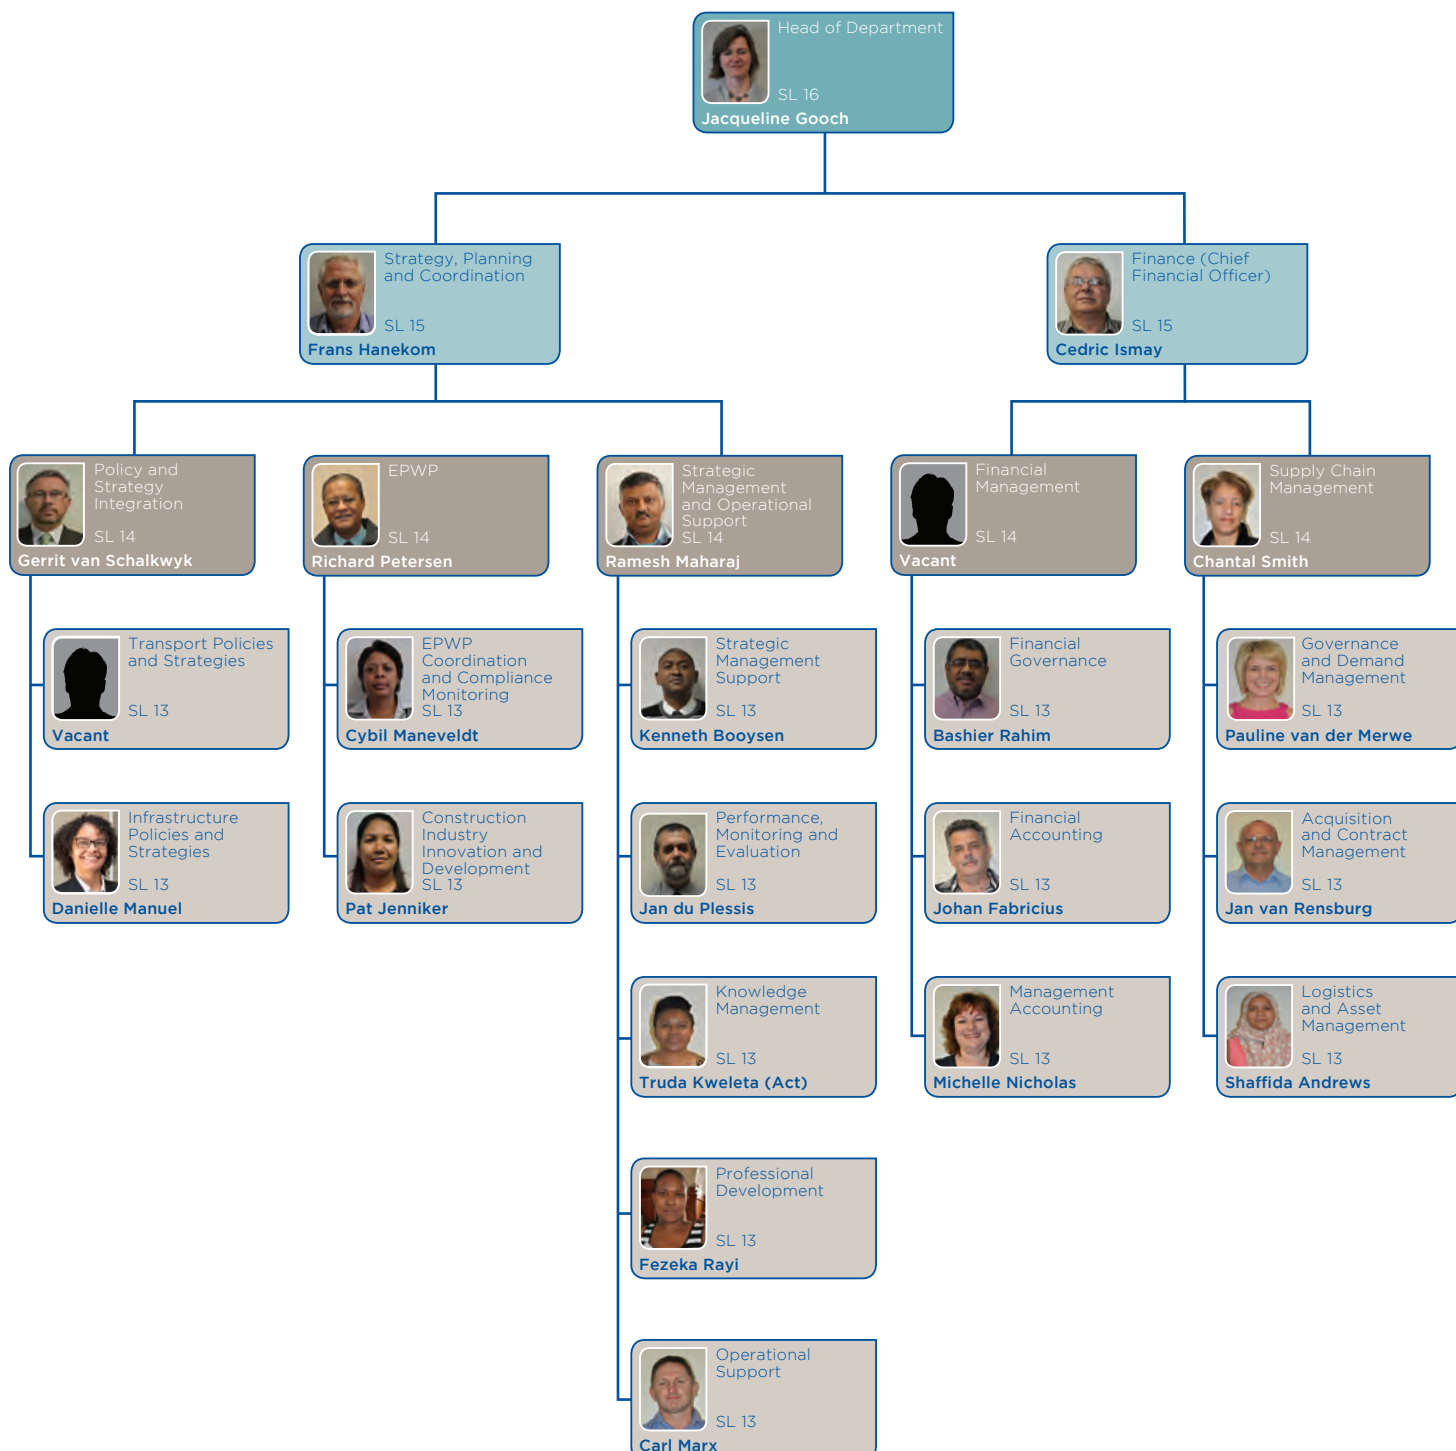 Head of Department
SL 16
Jacqueline Gooch
Strategy, Planning
and Coordination
SL 15
Frans Hanekom
Finance (Chief
Financial Officer)
SL 15
Cedric Ismay
Policy and
Strategy
Integration
SL 14
Gerrit van Schalkwyk
EPWP
SL 14
Richard Petersen
Strategic
Management
and Operational
Support
SL 14
Ramesh Maharaj
Financial
Management
SL 14
Vacant
Supply Chain
Management
SL 14
Chantal Smith
Transport Policies
and Strategies
SL 13
Vacant
EPWP
Coordination
and Compliance
Monitoring
SL 13
Cybil Maneveldt
Strategic
Management
Support
SL 13
Kenneth Booysen
Financial
Governance
SL 13
Bashier Rahim
Governance
and Demand
Management
SL 13
Pauline van der Merwe
Infrastructure
Policies and
Strategies
SL 13
Danielle Manuel
Construction
Industry
Innovation and
Development
SL 13
Pat Jenniker
Performance,
Monitoring and
Evaluation
SL 13
Jan du Plessis
Financial
Accounting
SL 13
Johan Fabricius
Acquisition
and Contract
Management
SL 13
Jan van Rensburg
Knowledge
Management
SL 13
Truda Kweleta (Act)
Management
Accounting
SL 13
Michelle Nicholas
Logistics
and Asset
Management
SL 13
Shaffida Andrews
Professional
Development
SL 13
Fezeka Rayi
Operational
Support
SL 13
Carl Marx